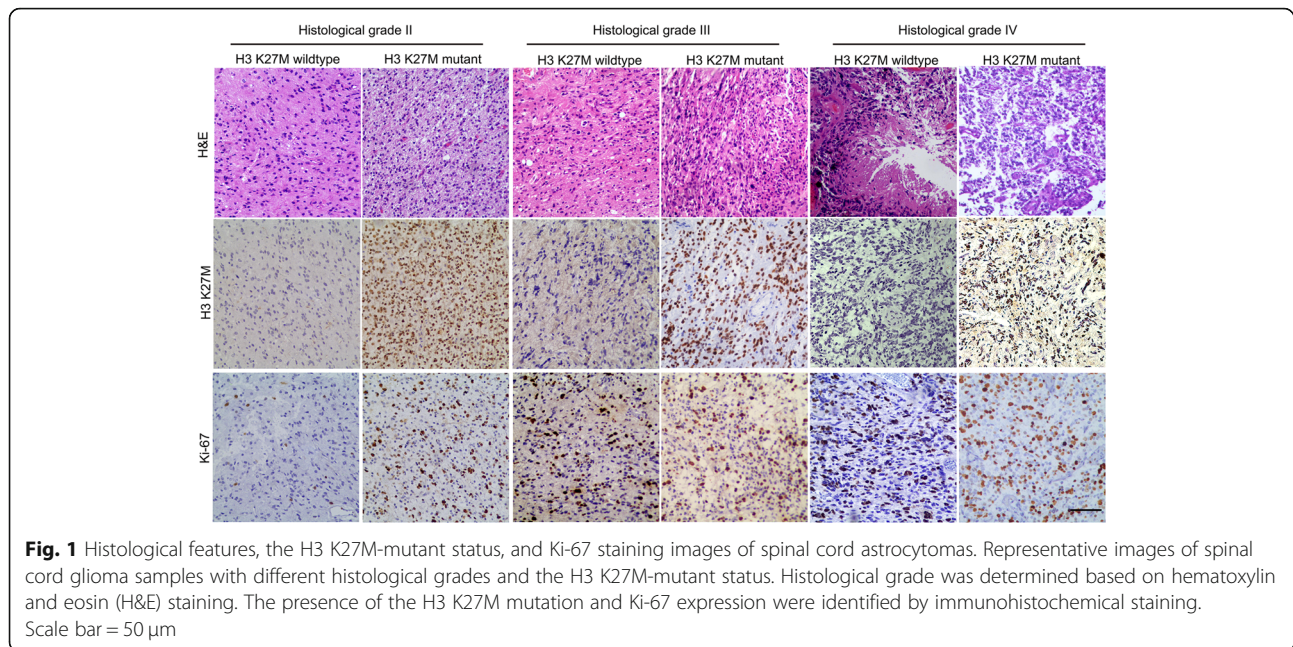 Histological grade II Histological grade III Histological grade IV
H3 K27M wildtype H3 K27M mutant H3 K27M wildtype H3 K27M mutant H3 K27M wildtype H3 K27M mutant
H&E
H3 K27M
Ki-67
Fig. 1 Histological features, the H3 K27M-mutant status, and Ki-67 staining images of spinal cord astrocytomas. Representative images of spinal
cord glioma samples with different histological grades and the H3 K27M-mutant status. Histological grade was determined based on hematoxylin
and eosin (H&E) staining. The presence of the H3 K27M mutation and Ki-67 expression were identified by immunohistochemical staining.
Scale bar = 50 μm